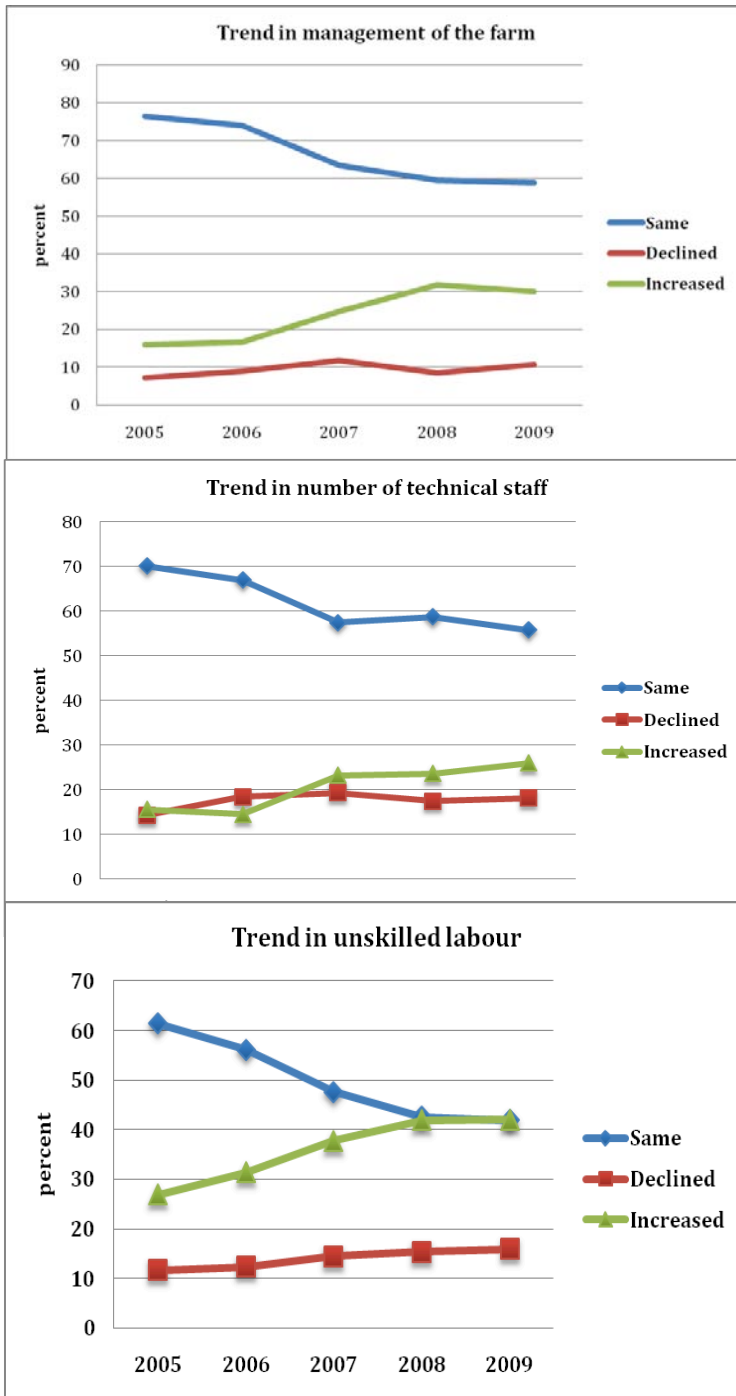 Trend in management of the farm
90
80
70
60
50
40
30
20
10
0
percent
2005 2006 2007 2008 2009
Same
Declined
Increased
Trend in number of technical staff
80
70
60
50
40
30
20
10
0
percent
Same
Declined
Increased
Trend in unskilled labour
70
60
50
40
30
20
10
0
percent
2005 2006 2007 2008 2009
Same
Declined
Increased